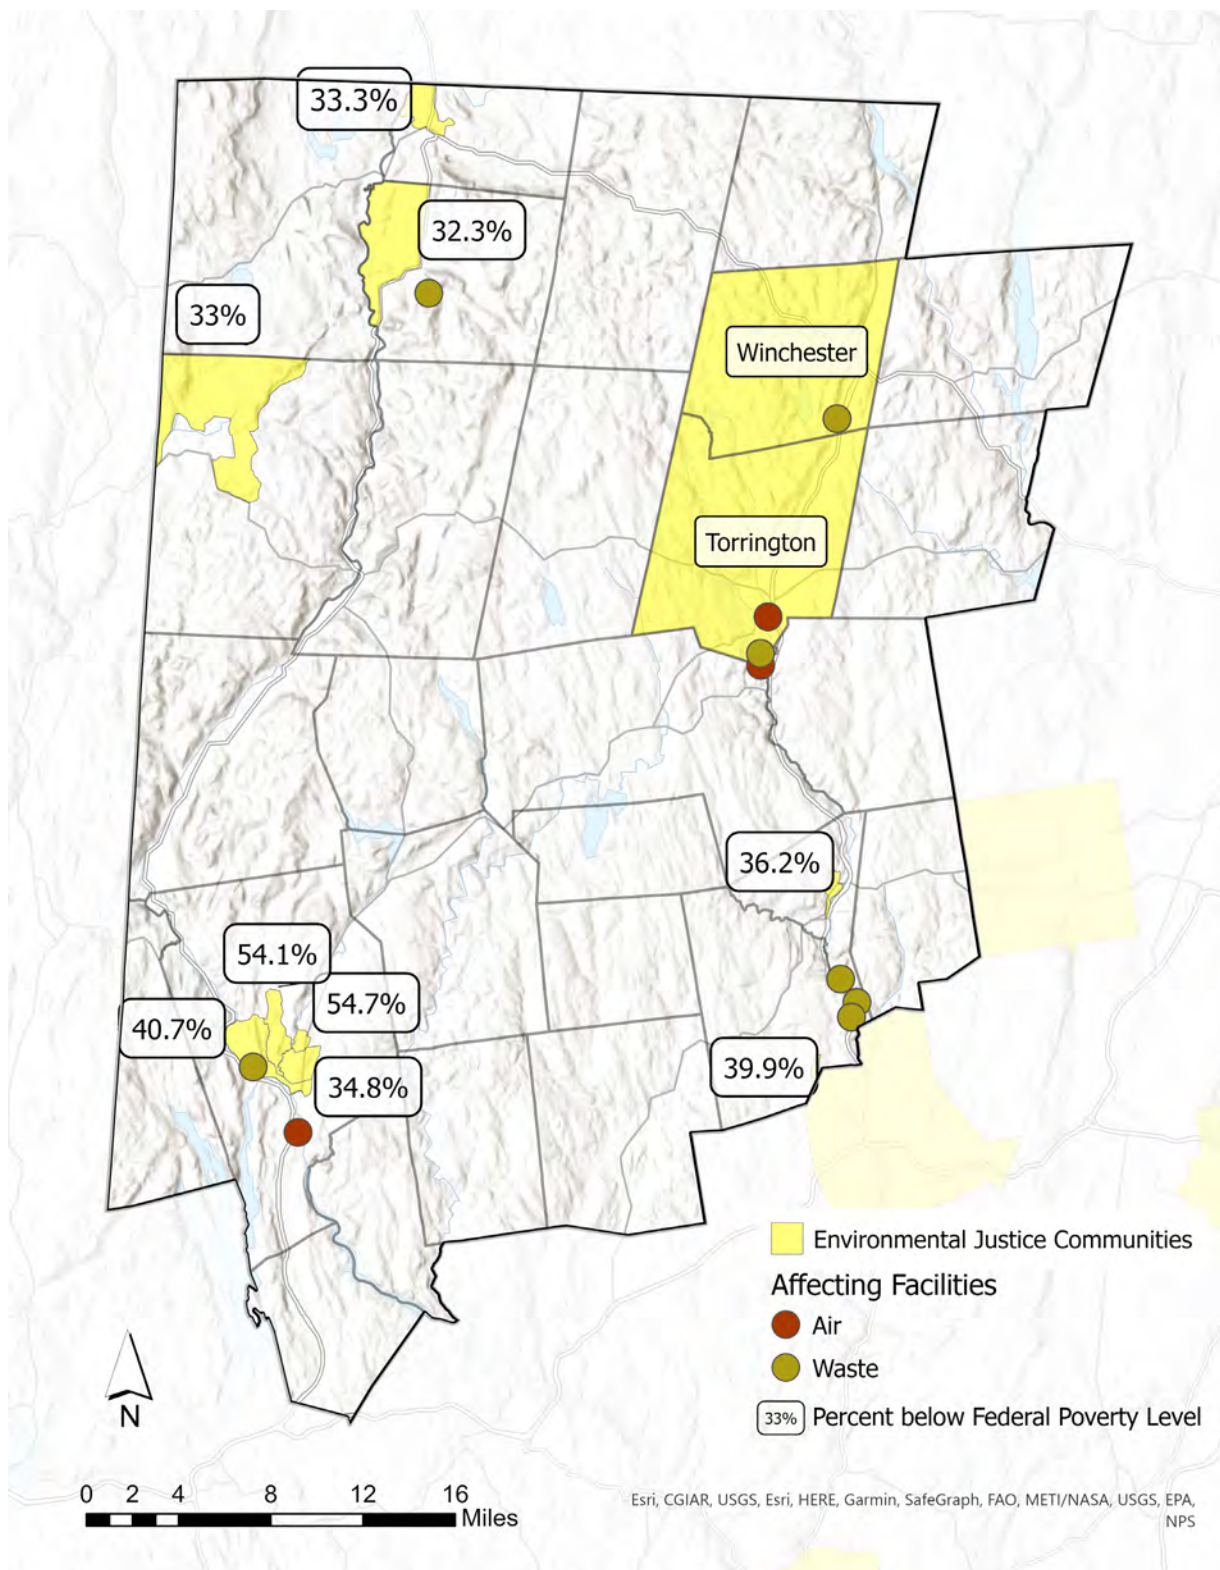 33.3%
32.3%
33%
Winchester
Torrington
36.2%
54.1%
54.7%
40.7%
39.9%
34.8%
Environmental Justice Communities
Affecting Facilities
Air
Waste
33% Percent below Federal Poverty Level
N
0 2 4 8 12 16
Miles
Esri, CGIAR, USGS, Esri, HERE, Garmin, SafeGraph, FAO, METI/NASA, USGS, EPA,
NPS